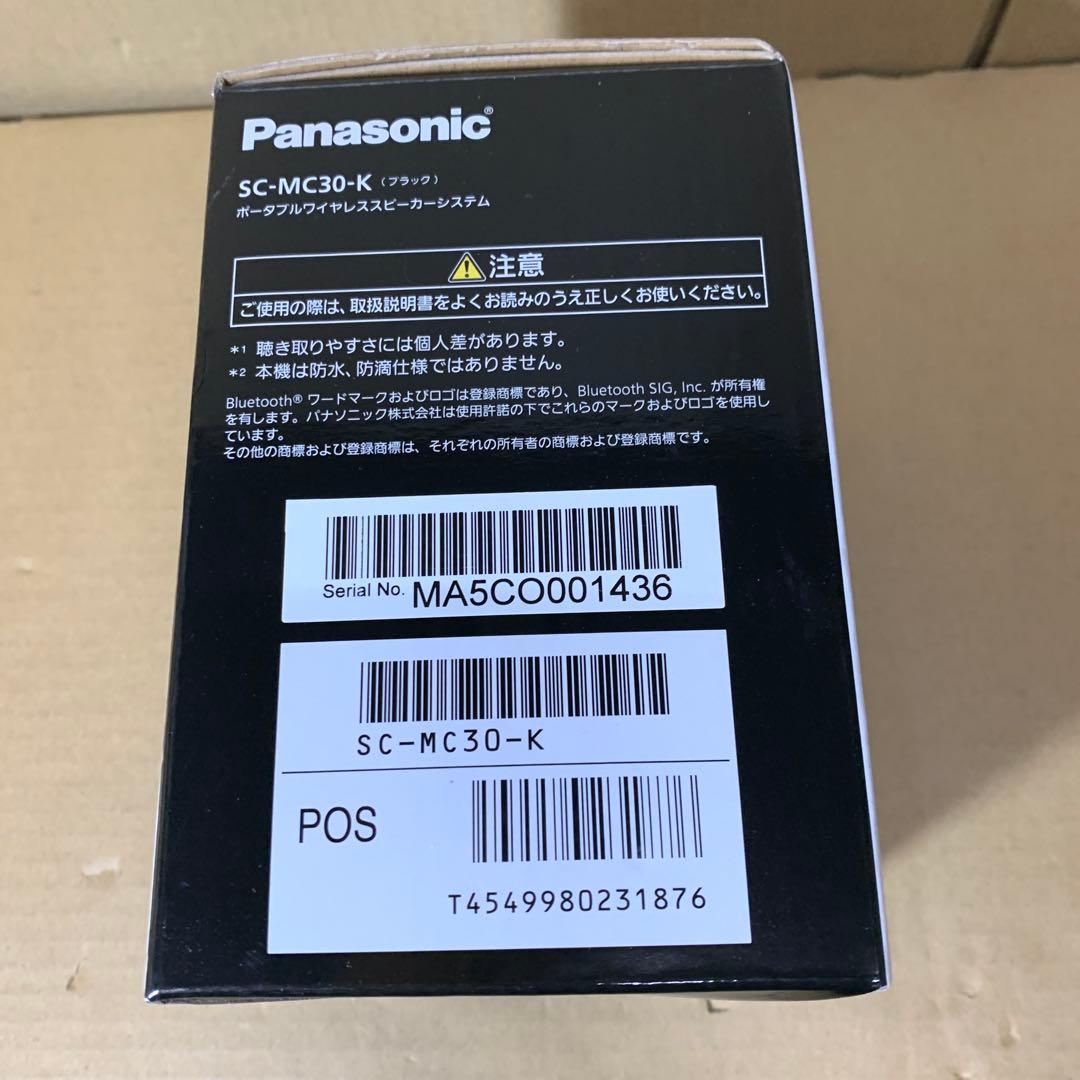 Panasonic®
SC-MC30-K（ブラック）
ポータブルワイヤレススピーカーシステム
注意
ご使用の際は、取扱説明書をよくお読みのうえ正しくお使いください。
*1 聴き取りやすさには個人差があります。
*2 本機は防水、防滴仕様ではありません。
Bluetooth® ワードマークおよびロゴは登録商標であり、Bluetooth SIG, Inc. が所有権
を有します。パナソニック株式会社は使用許諾の下でこれらのマークおよびロゴを使用し
ています。
その他の商標および登録商標は、それぞれの所有者の商標および登録商標です。
Serial No. MA5CO001436
SC-MC30-K
POS
T4549980231876